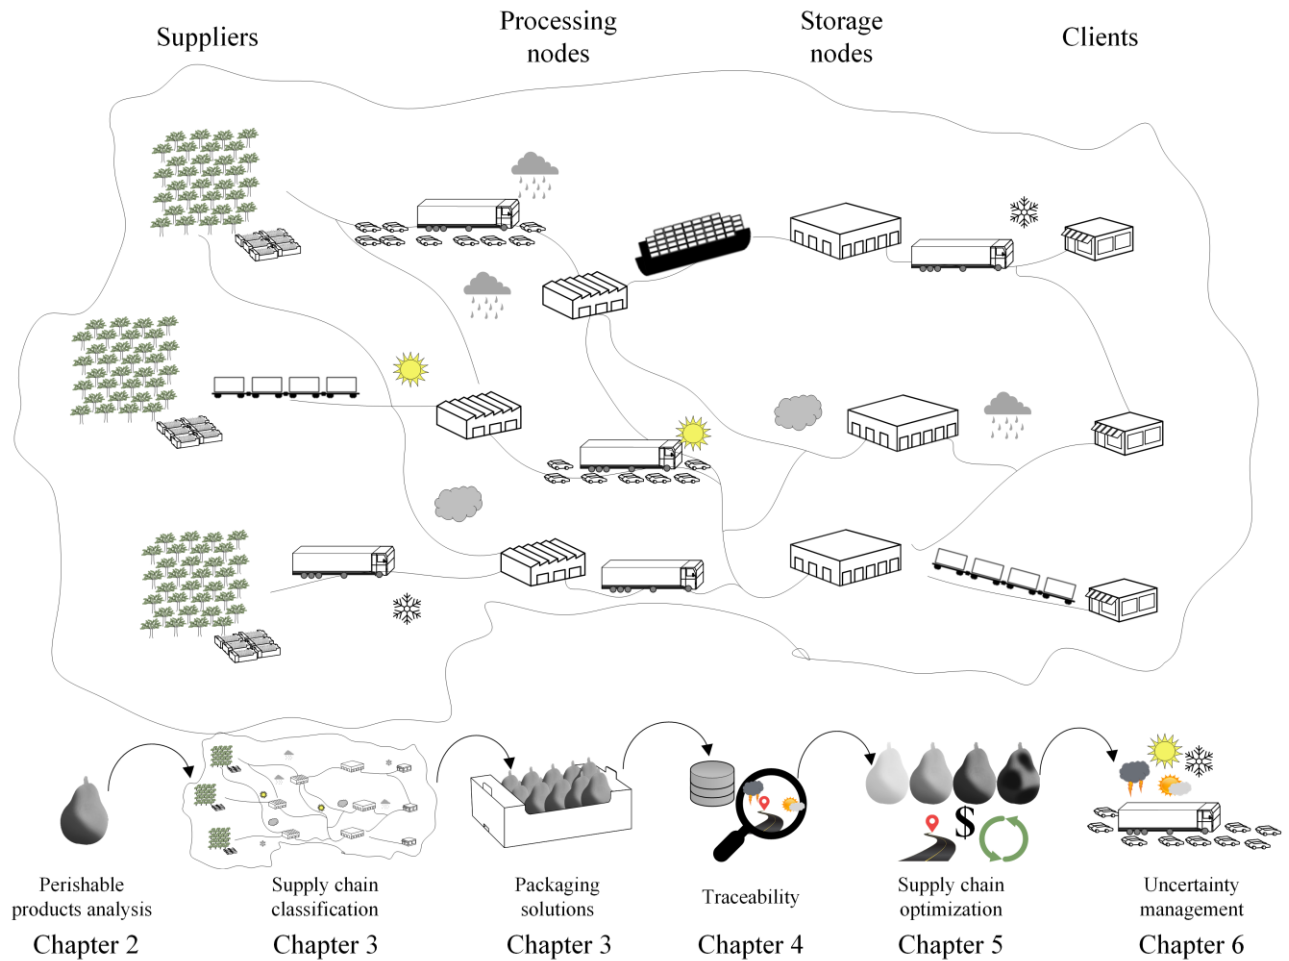 Suppliers
Processing
nodes
Storage
nodes
Clients
$
Perishable
products analysis
Chapter 2
Supply chain
classification
Chapter 3
Packaging
solutions
Chapter 3
Traceability
Chapter 4
Supply chain
optimization
Chapter 5
Uncertainty
management
Chapter 6